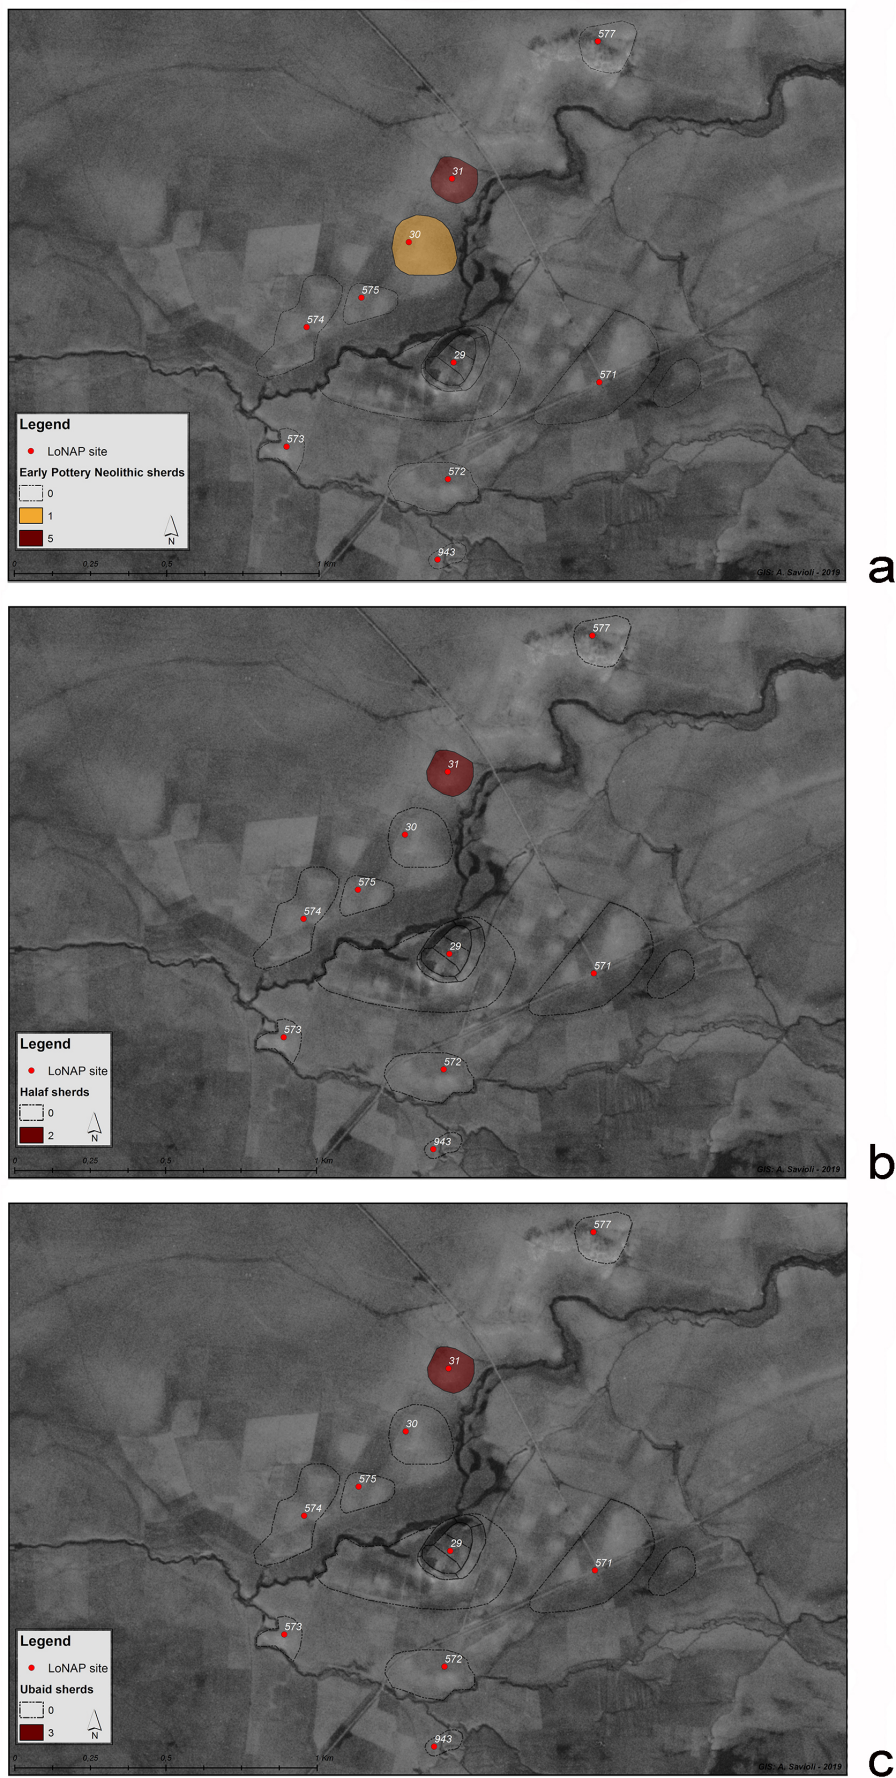 577
31
30
575
574
29
571
573
572
943
Legend
LoNAP site
Early Pottery Neolithic sherds
0
1
5
N
0 0,25 0,5 1 Km
GIS: A. Savioli - 2019
a
577
31
30
575
574
29
571
573
572
943
Legend
LoNAP site
Halaf sherds
0
2
N
0 0,25 0,5 1 Km
GIS: A. Savioli - 2019
b
577
31
30
575
574
29
571
573
572
943
Legend
LoNAP site
Ubaid sherds
0
3
N
0 0,25 0,5 1 Km
GIS: A. Savioli - 2019
c